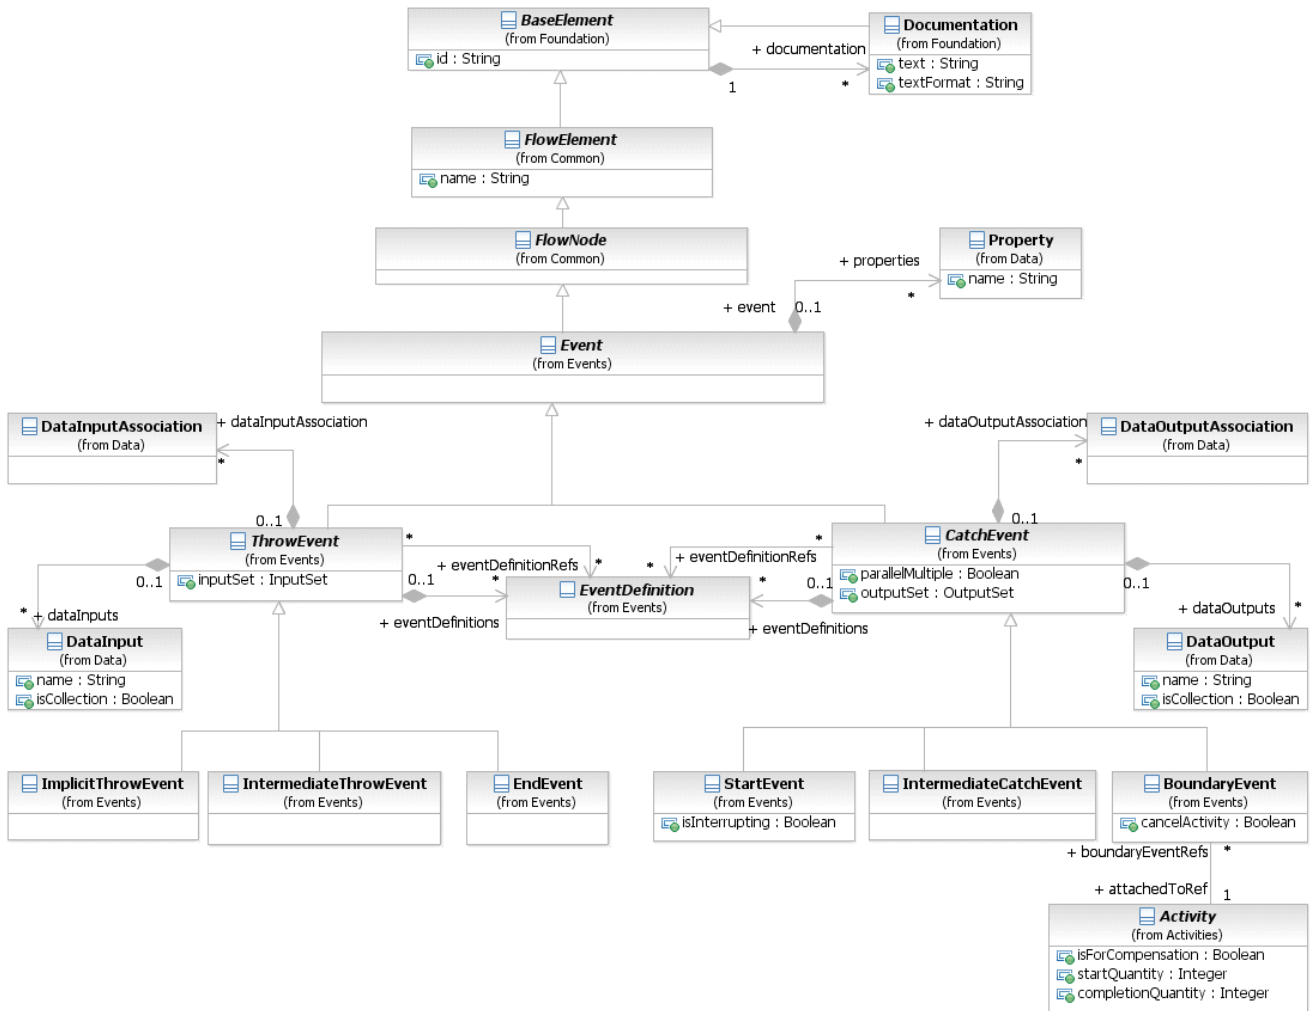 BaseElement
(from Foundation)
id : String
Documentation
(from Foundation)
text : String
textFormat : String
+ documentation
1
*
FlowElement
(from Common)
name : String
FlowNode
(from Common)
Property
(from Data)
name : String
+ properties
*
+ event
0..1
Event
(from Events)
DataInputAssociation
(from Data)
+ dataInputAssociation
*
0..1
+ dataOutputAssociation
*
0..1
DataOutputAssociation
(from Data)
ThrowEvent
(from Events)
inputSet : InputSet
*
+ eventDefinitionRefs
*
0..1
*
+ eventDefinitions
0..1
*
+ dataInputs
EventDefinition
(from Events)
CatchEvent
(from Events)
parallelMultiple : Boolean
outputSet : OutputSet
*
+ eventDefinitionRefs
*
*
0..1
+ eventDefinitions
0..1
+ dataOutputs
*
DataInput
(from Data)
name : String
isCollection : Boolean
DataOutput
(from Data)
name : String
isCollection : Boolean
ImplicitThrowEvent
(from Events)
IntermediateThrowEvent
(from Events)
EndEvent
(from Events)
StartEvent
(from Events)
isInterrupting : Boolean
IntermediateCatchEvent
(from Events)
BoundaryEvent
(from Events)
cancelActivity : Boolean
+ boundaryEventRefs
*
+ attachedToRef
1
Activity
(from Activities)
isForCompensation : Boolean
startQuantity : Integer
completionQuantity : Integer